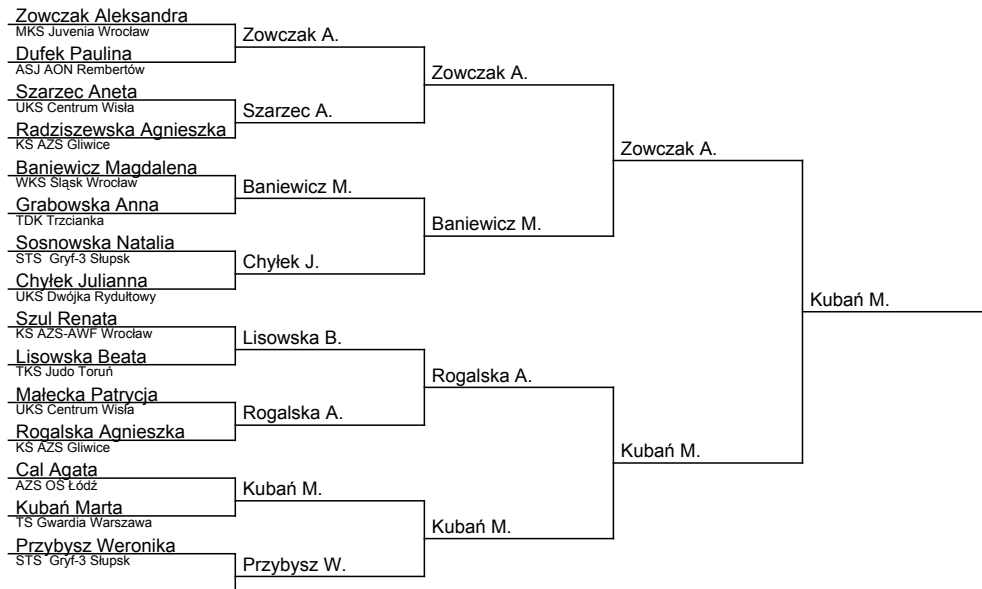 Zowczak Aleksandra
MKS Juvenia Wrocław
Dufek Paulina
ASJ AON Rembertów
Szarzec Aneta
UKS Centrum Wisła
Radziszewska Agnieszka
KS AZS Gliwice
Baniewicz Magdalena
WKS Śląsk Wrocław
Grabowska Anna
TDK Trzcianka
Sosnowska Natalia
STS Gryf-3 Słupsk
Chyłek Julianna
UKS Dwójka Rydułtowy
Szul Renata
KS AZS-AWF Wrocław
Lisowska Beata
TKS Judo Toruń
Małecka Patrycja
UKS Centrum Wisła
Rogalska Agnieszka
KS AZS Gliwice
Cal Agata
AZS OŚ Łódź
Kubań Marta
TS Gwardia Warszawa
Przybysz Weronika
STS Gryf-3 Słupsk
Zowczak A.
Szarzec A.
Baniewicz M.
Chyłek J.
Lisowska B.
Rogalska A.
Kubań M.
Przybysz W.
Zowczak A.
Baniewicz M.
Rogalska A.
Kubań M.
Zowczak A.
Kubań M.
Kubań M.